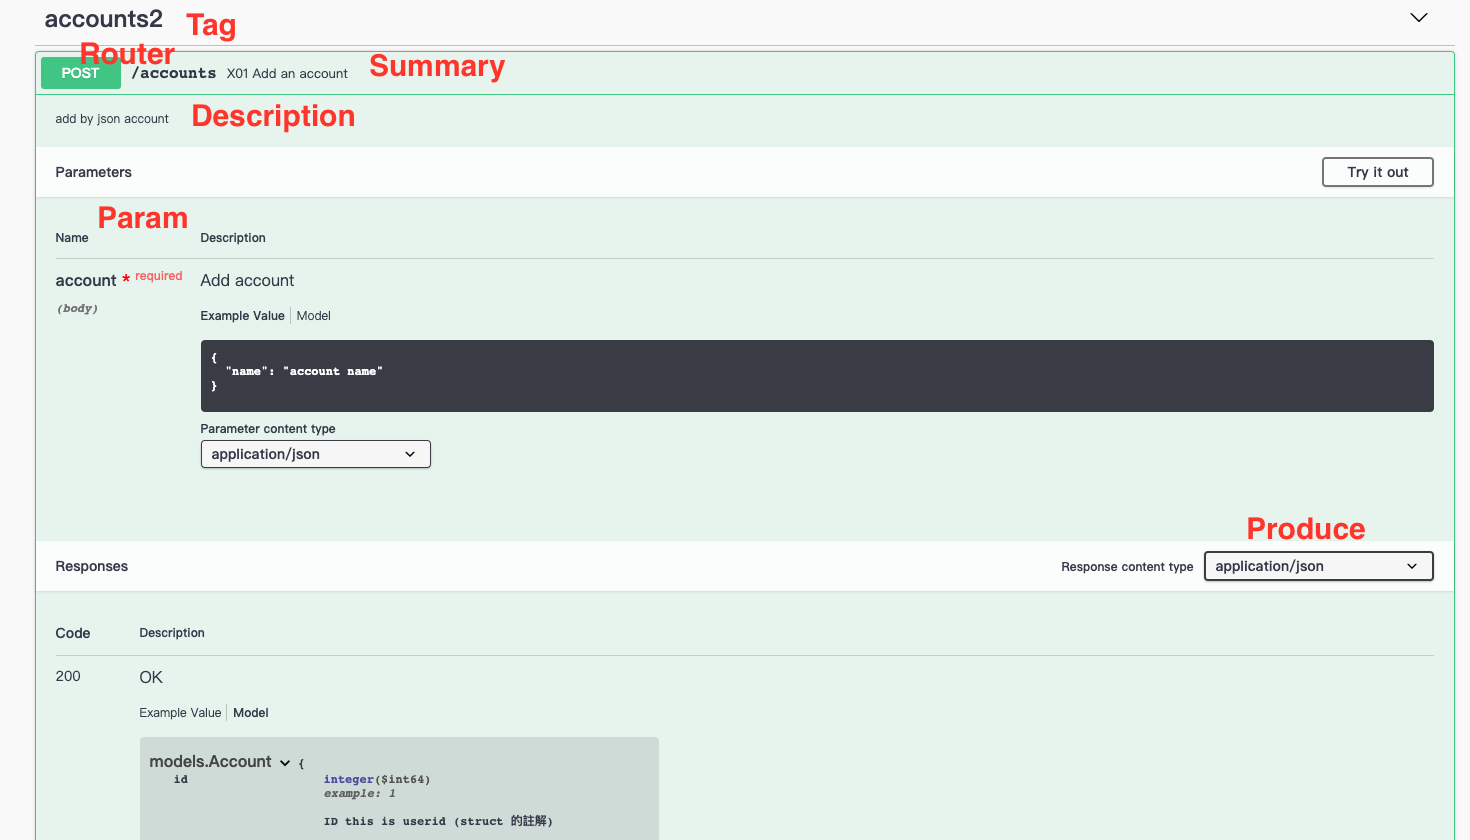 accounts2 Tag
Router
POST /accounts X01 Add an account Summary
add by json account Description
Parameters Try it out
Param
Name Description
account * required Add account
(body)
Example Value Model
{
"name": "account name"
}
Parameter content type
application/json
Produce
Responses Response content type application/json
Code Description
200 OK
Example Value Model
models.Account {
id integer($int64)
example: 1
ID this is userid (struct 的註解)